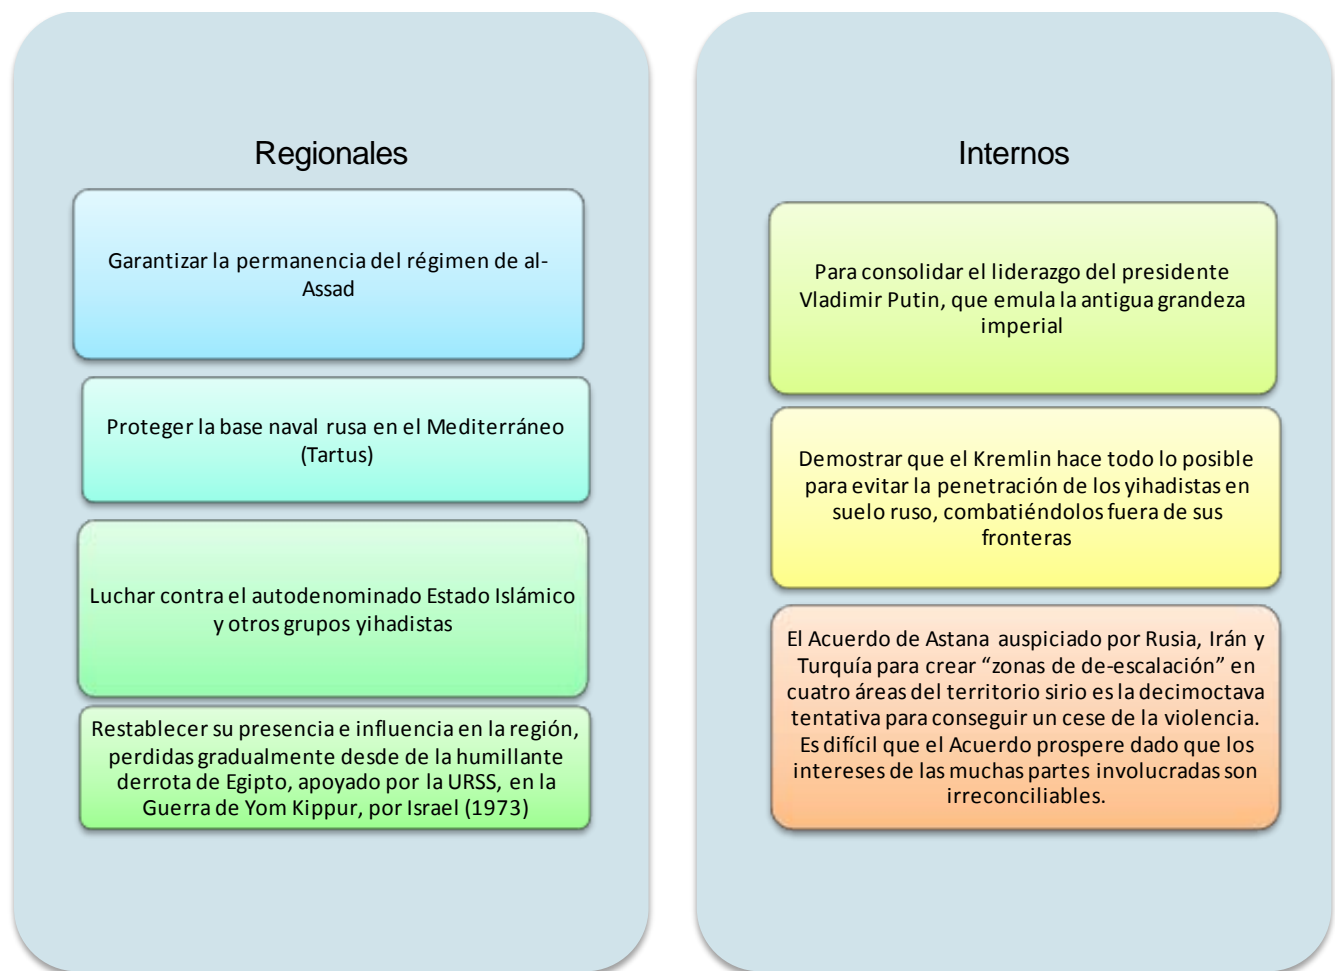 Regionales
Garantizar la permanencia del régimen de al-
Assad
Proteger la base naval rusa en el Mediterráneo
(Tartus)
Luchar contra el autodenominado Estado Islámico
y otros grupos yihadistas
Restablecer su presencia e influencia en la región,
perdidas gradualmente desde de la humillante
derrota de Egipto, apoyado por la URSS, en la
Guerra de Yom Kippur, por Israel (1973)
Internos
Para consolidar el liderazgo del presidente
Vladimir Putin, que emula la antigua grandeza
imperial
Demostrar que el Kremlin hace todo lo posible
para evitar la penetración de los yihadistas en
suelo ruso, combatiéndolos fuera de sus
fronteras
El Acuerdo de Astana auspiciado por Rusia, Irán y
Turquía para crear “zonas de de-escalación” en
cuatro áreas del territorio sirio es la decimoctava
tentativa para conseguir un cese de la violencia.
Es difícil que el Acuerdo prospere dado que los
intereses de las muchas partes involucradas son
irreconciliables.